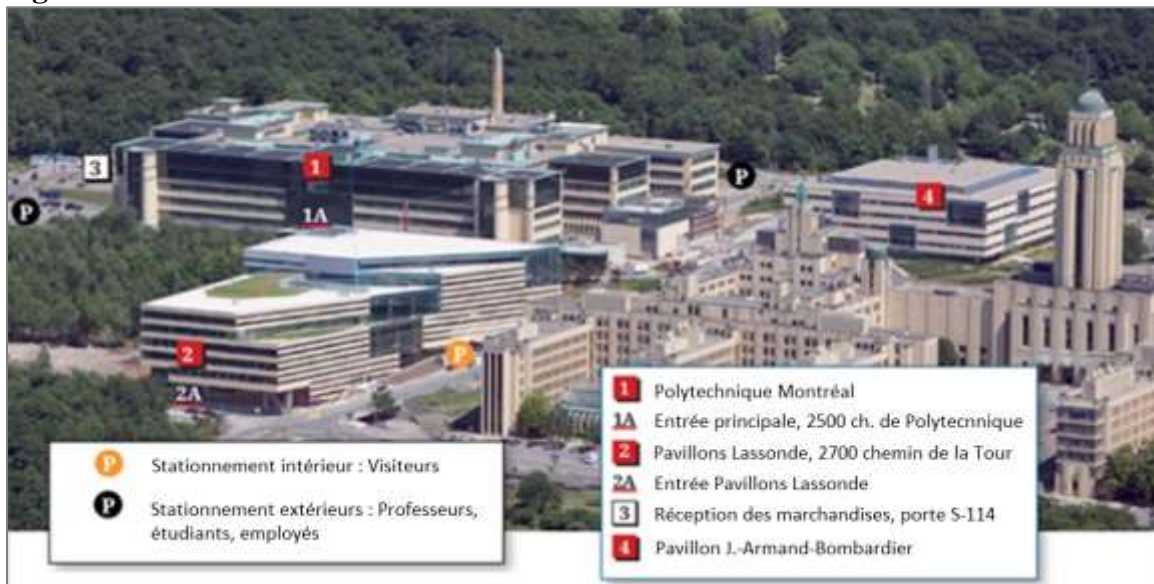 3
1
P
1A
4
P
2
P
2A
P Stationnement intérieur : Visiteurs
P Stationnement extérieurs : Professeurs,
étudiants, employés
1 Polytechnique Montréal
1A Entrée principale, 2500 ch. de Polytecnnique
2 Pavillons Lassonde, 2700 chemin de la Tour
2A Entrée Pavillons Lassonde
3 Réception des marchandises, porte S-114
4 Pavillon J.-Armand-Bombardier